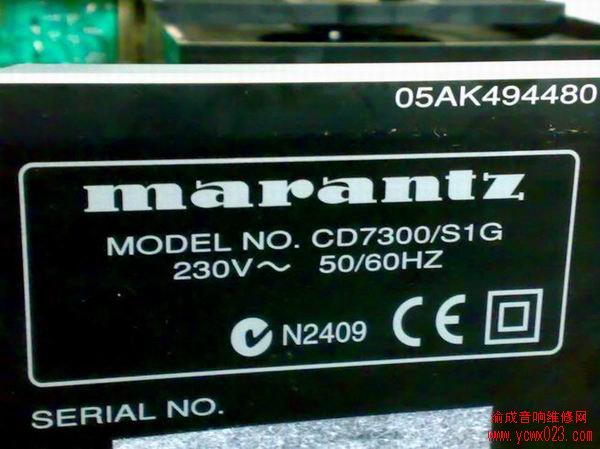 05AK494480
marantz
MODEL NO. CD7300/S1G
230V～ 50/60HZ
N2409 CE
SERIAL NO.
渝成音响维修网
www.ycwx023.com